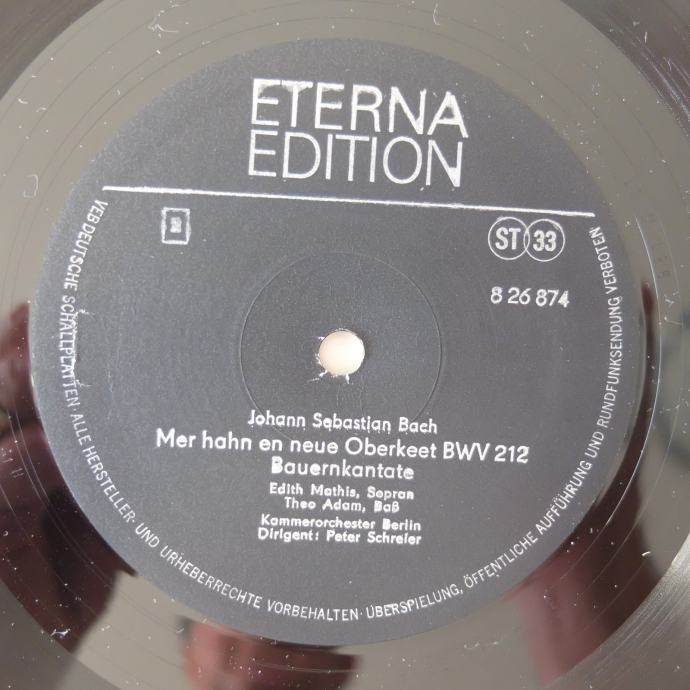 ETERNA
EDITION
2
ST 33
8 26 874
Johann Sebastian Bach
Mer hahn en neue Oberkeet BWV 212
Bauernkantate
Edith Mathis, Sopran
Theo Adam, Baß
Kammerorchester Berlin
Dirigent: Peter Schreier
VEB DEUTSCHE SCHALLPLATTEN · ALLE HERSTELLER- UND URHEBERRECHTE VORBEHALTEN · ÜBERSPIELUNG, ÖFFENTLICHE AUFFÜHRUNG UND RUNDFUNKSENDUNG VERBOTEN